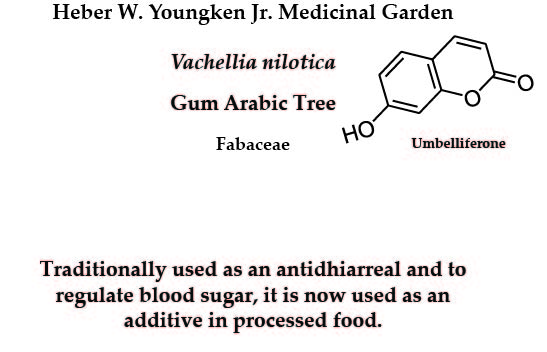 Heber W. Youngken Jr. Medicinal Garden
Vachellia nilotica
Gum Arabic Tree
Fabaceae
HO
O
O
Umbelliferone
Traditionally used as an antidhiarreal and to
regulate blood sugar, it is now used as an
additive in processed food.